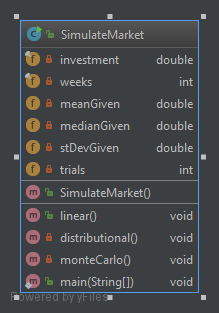 SimulateMarket
investment double
weeks int
meanGiven double
medianGiven double
stDevGiven double
trials int
SimulateMarket()
linear() void
distributional() void
monteCarlo() void
main(String[]) void
Powered by yFiles